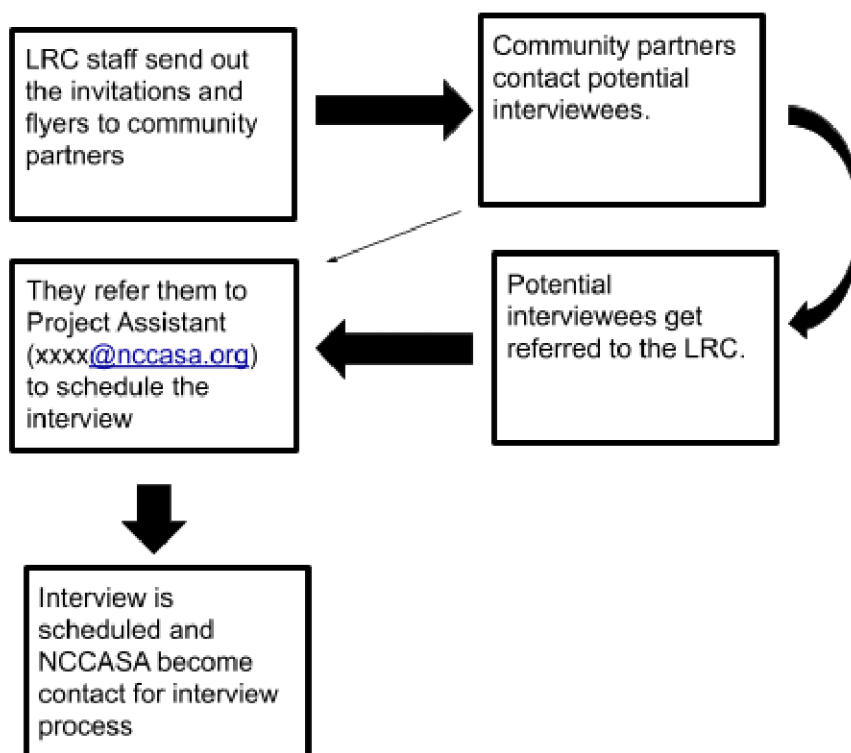 LRC staff send out
the invitations and
flyers to community
partners
Community partners
contact potential
interviewees.
Potential
interviewees get
referred to the LRC.
They refer them to
Project Assistant
(xxxx@nccasa.org)
to schedule the
interview
Interview is
scheduled and
NCCASA become
contact for interview
process